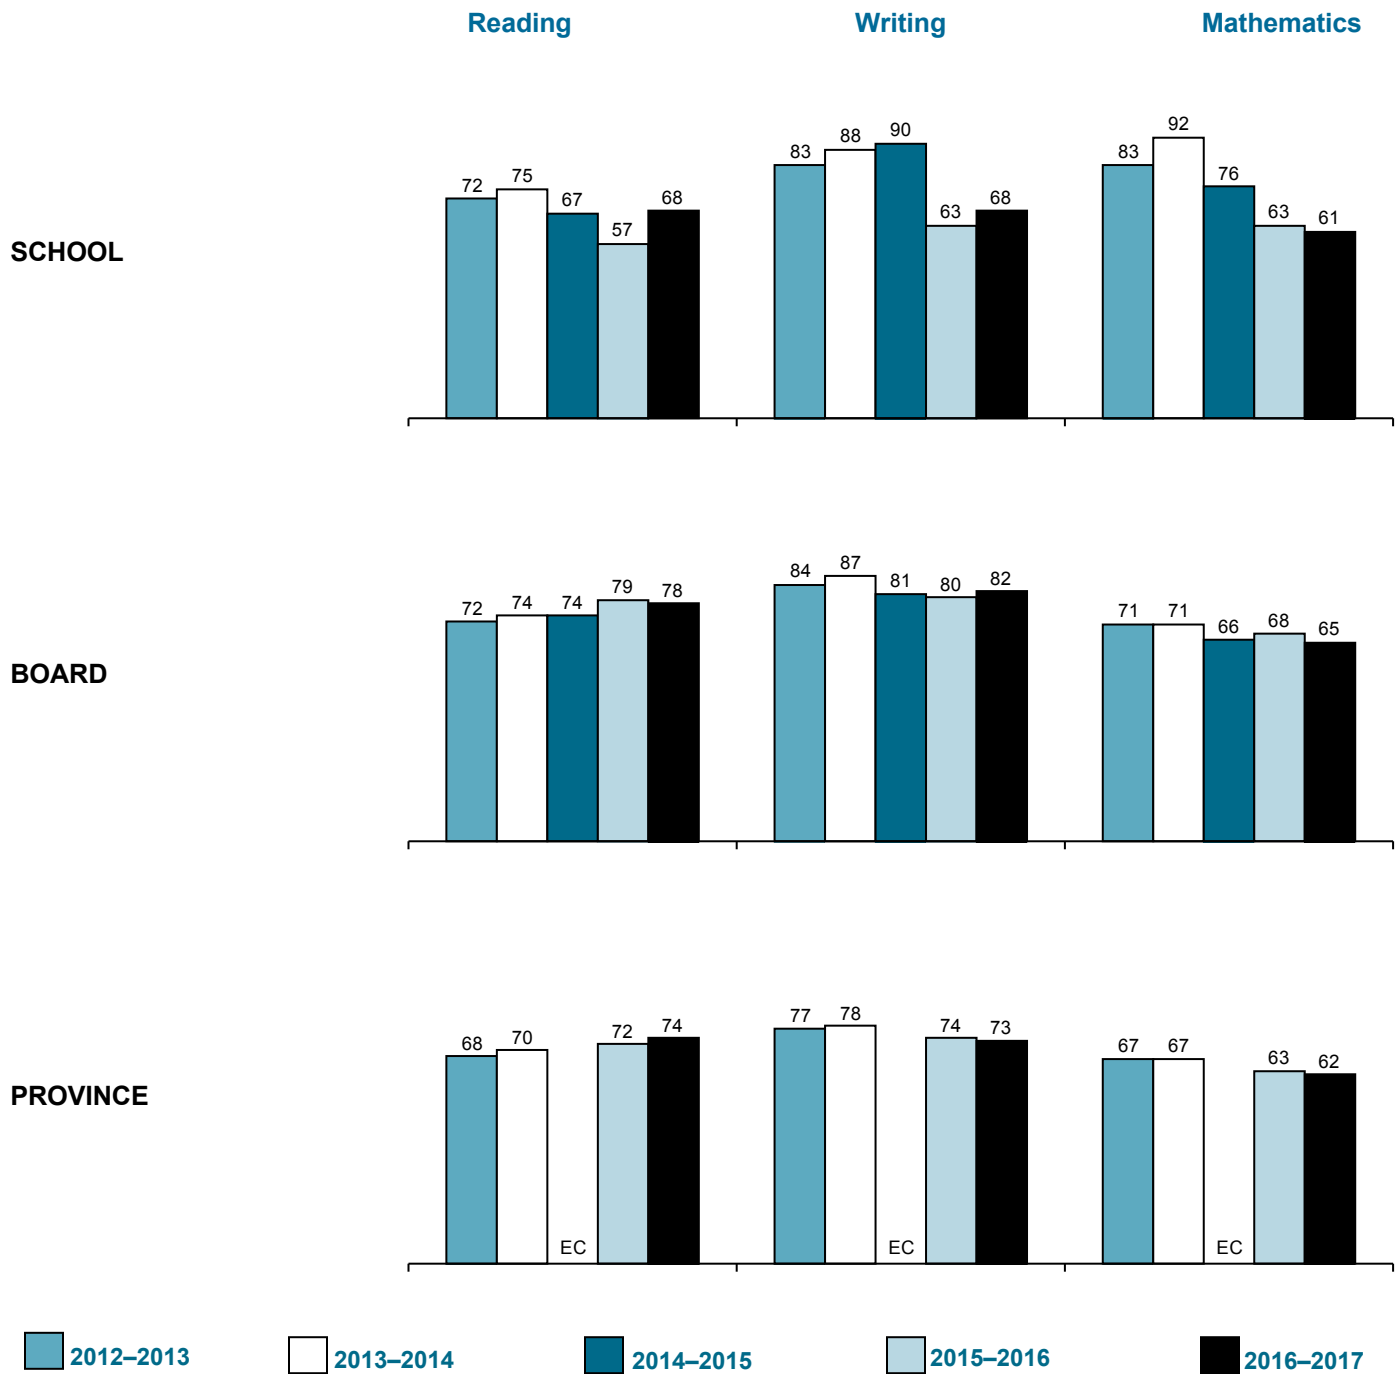 Reading Writing Mathematics
SCHOOL
72 75 67 57 68
83 88 90 63 68
83 92 76 63 61
BOARD
72 74 74 79 78
84 87 81 80 82
71 71 66 68 65
PROVINCE
68 70 EC 72 74
77 78 EC 74 73
67 67 EC 63 62
2012–2013 2013–2014 2014–2015 2015–2016 2016–2017